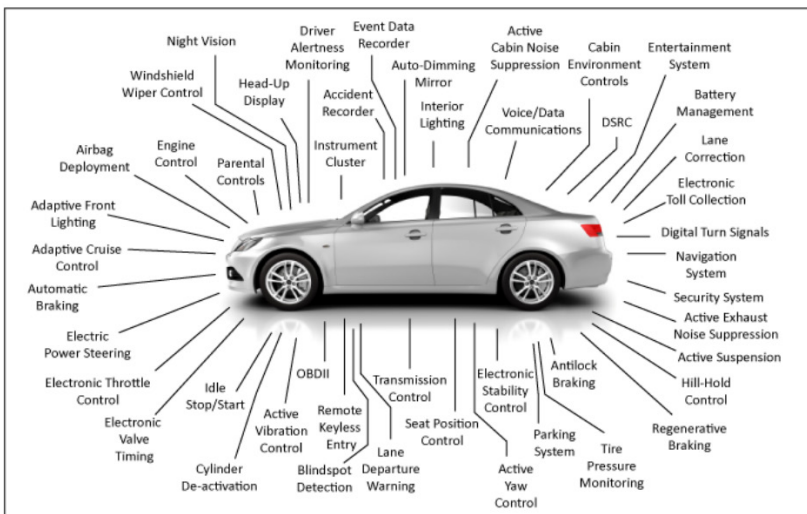 Night Vision
Driver
Alertness
Monitoring
Event Data
Recorder
Active
Cabin Noise
Suppression
Cabin
Environment
Controls
Entertainment
System
Windshield
Wiper Control
Head-Up
Display
Accident
Recorder
Auto-Dimming
Mirror
Interior
Lighting
Voice/Data
Communications
DSRC
Battery
Management
Airbag
Deployment
Engine
Control
Parental
Controls
Instrument
Cluster
Lane
Correction
Adaptive Front
Lighting
Electronic
Toll Collection
Adaptive Cruise
Control
Digital Turn Signals
Automatic
Braking
Navigation
System
Security System
Electric
Power Steering
Active Exhaust
Noise Suppression
Electronic Throttle
Control
Active Suspension
Electronic
Valve
Timing
Idle
Stop/Start
OBDII
Transmission
Control
Electronic
Stability
Control
Antilock
Braking
Hill-Hold
Control
Cylinder
De-activation
Active
Vibration
Control
Remote
Keyless
Entry
Seat Position
Control
Parking
System
Regenerative
Braking
Blindspot
Detection
Lane
Departure
Warning
Active
Yaw
Control
Tire
Pressure
Monitoring